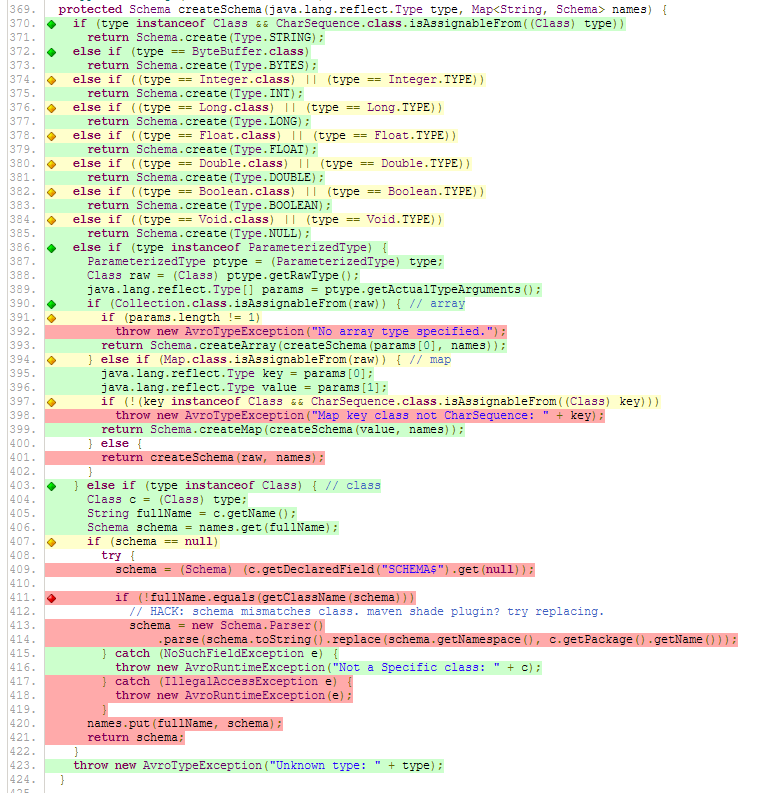 369. protected Schema createSchema(java.lang.reflect.Type type, Map<String, Schema> names) {
370. if (type instanceof Class && CharSequence.class.isAssignableFrom((Class) type))
371. return Schema.create(Type.STRING);
372. else if (type == ByteBuffer.class)
373. return Schema.create(Type.BYTES);
374. else if ((type == Integer.class) || (type == Integer.TYPE))
375. return Schema.create(Type.INT);
376. else if ((type == Long.class) || (type == Long.TYPE))
377. return Schema.create(Type.LONG);
378. else if ((type == Float.class) || (type == Float.TYPE))
379. return Schema.create(Type.FLOAT);
380. else if ((type == Double.class) || (type == Double.TYPE))
381. return Schema.create(Type.DOUBLE);
382. else if ((type == Boolean.class) || (type == Boolean.TYPE))
383. return Schema.create(Type.BOOLEAN);
384. else if ((type == Void.class) || (type == Void.TYPE))
385. return Schema.create(Type.NULL);
386. else if (type instanceof ParameterizedType) {
387. ParameterizedType ptype = (ParameterizedType) type;
388. Class raw = (Class) ptype.getRawType();
389. java.lang.reflect.Type[] params = ptype.getActualTypeArguments();
390. if (Collection.class.isAssignableFrom(raw)) { // array
391. if (params.length != 1)
392. throw new AvroTypeException("No array type specified.");
393. return Schema.createArray(createSchema(params[0], names));
394. } else if (Map.class.isAssignableFrom(raw)) { // map
395. java.lang.reflect.Type key = params[0];
396. java.lang.reflect.Type value = params[1];
397. if (!(key instanceof Class && CharSequence.class.isAssignableFrom((Class) key)))
398. throw new AvroTypeException("Map key class not CharSequence: " + key);
399. return Schema.createMap(createSchema(value, names));
400. } else {
401. return createSchema(raw, names);
402. }
403. } else if (type instanceof Class) { // class
404. Class c = (Class) type;
405. String fullName = c.getName();
406. Schema schema = names.get(fullName);
407. if (schema == null)
408. try {
409. schema = (Schema) (c.getDeclaredField("SCHEMA$").get(null));
410.
411. if (!fullName.equals(getClassName(schema)))
412. // HACK: schema mismatches class. maven shade plugin? try replacing.
413. schema = new Schema.Parser()
414. .parse(schema.toString().replace(schema.getNamespace(), c.getPackage().getName()));
415. } catch (NoSuchFieldException e) {
416. throw new AvroRuntimeException("Not a Specific class: " + c);
417. } catch (IllegalAccessException e) {
418. throw new AvroRuntimeException(e);
419. }
420. names.put(fullName, schema);
421. return schema;
422. }
423. throw new AvroTypeException("Unknown type: " + type);
424. }